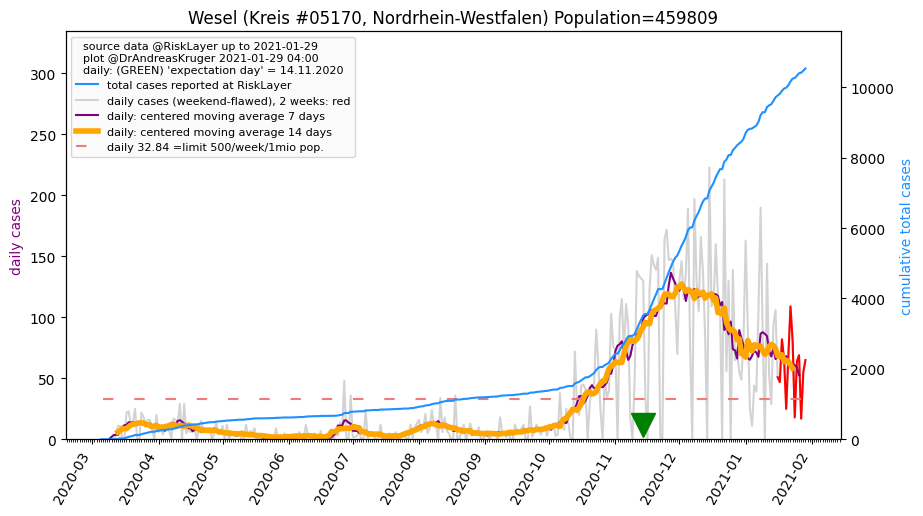 Wesel (Kreis #05170, Nordrhein-Westfalen) Population=459809
source data @RiskLayer up to 2021-01-29
plot @DrAndreasKruger 2021-01-29 04:00
daily: (GREEN) 'expectation day' = 14.11.2020
total cases reported at RiskLayer
daily cases (weekend-flawed), 2 weeks: red
daily: centered moving average 7 days
daily: centered moving average 14 days
daily 32.84 =limit 500/week/1mio pop.
daily cases
300
250
200
150
100
50
0
cumulative total cases
10000
8000
6000
4000
2000
0
2020-03
2020-04
2020-05
2020-06
2020-07
2020-08
2020-09
2020-10
2020-11
2020-12
2021-01
2021-02